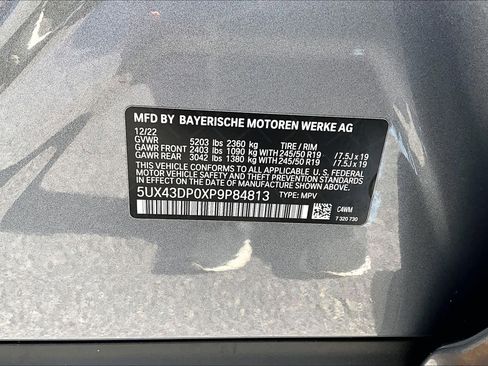 MFD BY BAYERISCHE MOTOREN WERKE AG
12/22
GVWR 5203 lbs 2360 kg TIRE / RIM
GAWR FRONT 2403 lbs 1090 kg WITH 245/50 R19 /7.5J x 19
GAWR REAR 3042 lbs 1380 kg WITH 245/50 R19 /7.5J x 19
THIS VEHICLE CONFORMS TO ALL APPLICABLE U.S. FEDERAL
MOTOR VEHICLE SAFETY, BUMPER, AND THEFT PREVENTION
STANDARDS IN EFFECT ON THE DATE OF MANUFACTURE SHOWN ABOVE.
5UX43DP0XP9P84813 TYPE: MPV
C4WM
7 320 730